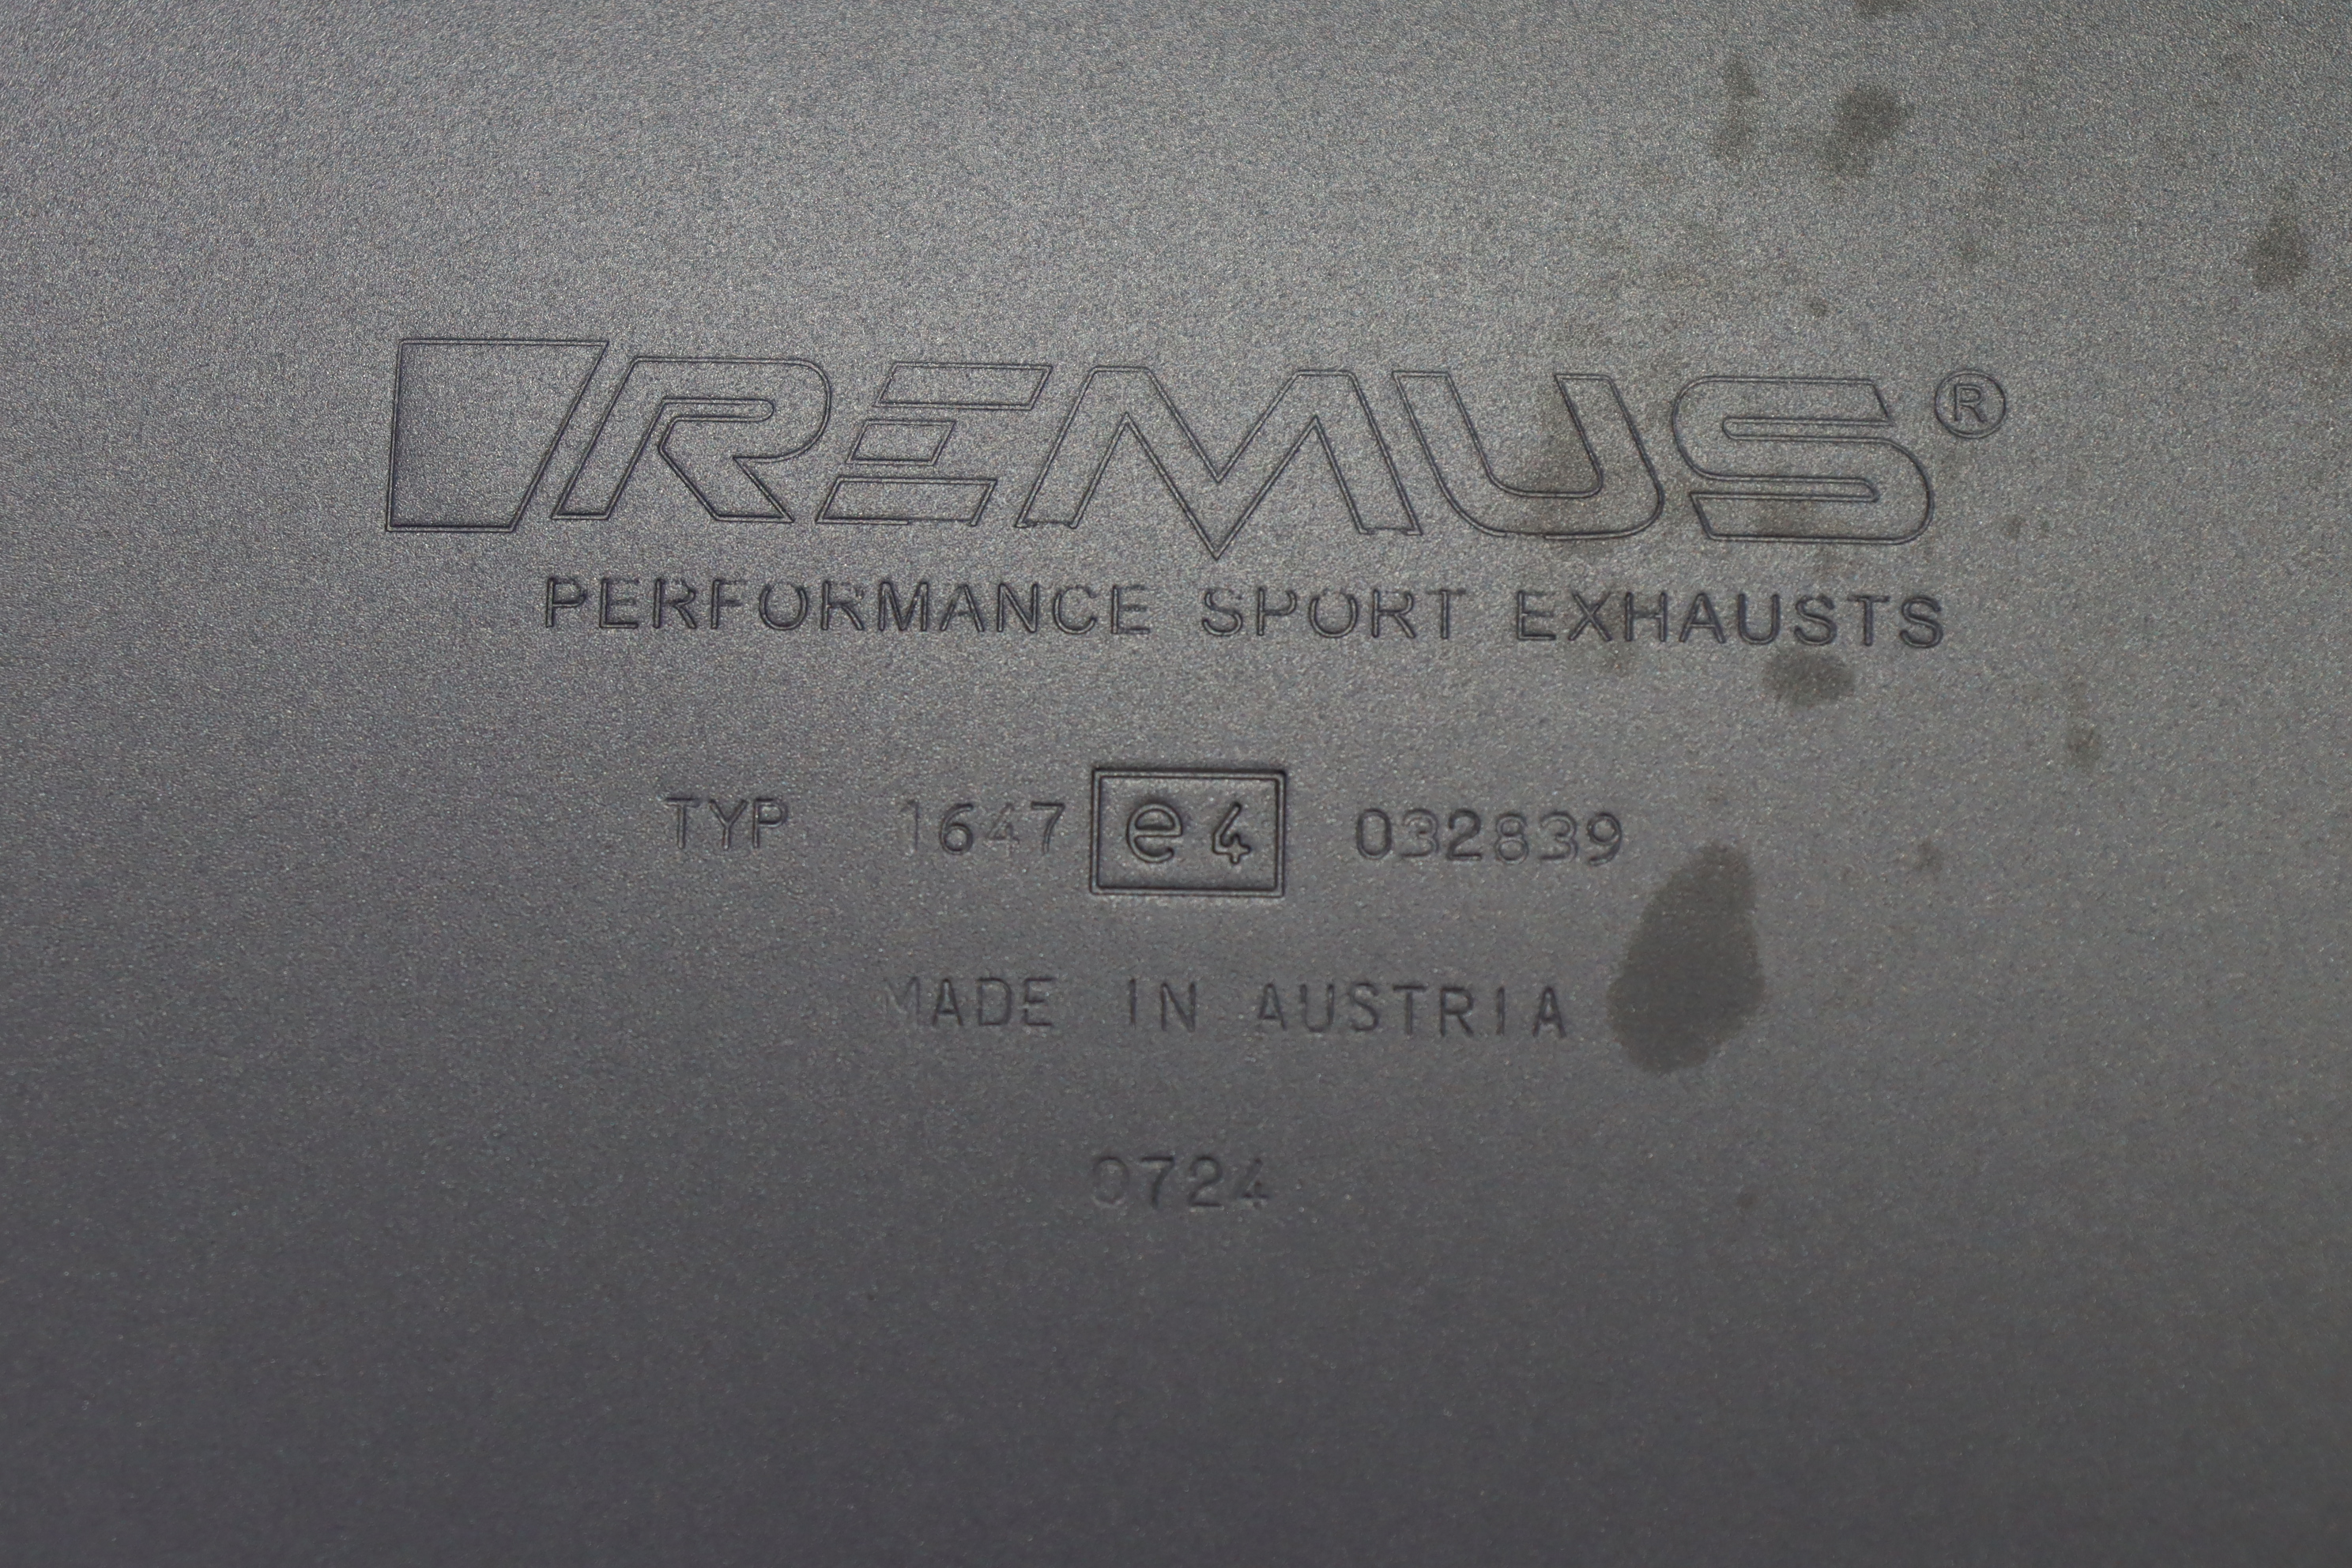 REMUS®
PERFORMANCE SPORT EXHAUSTS
TYP 1647 e4 032839
MADE IN AUSTRIA
0724